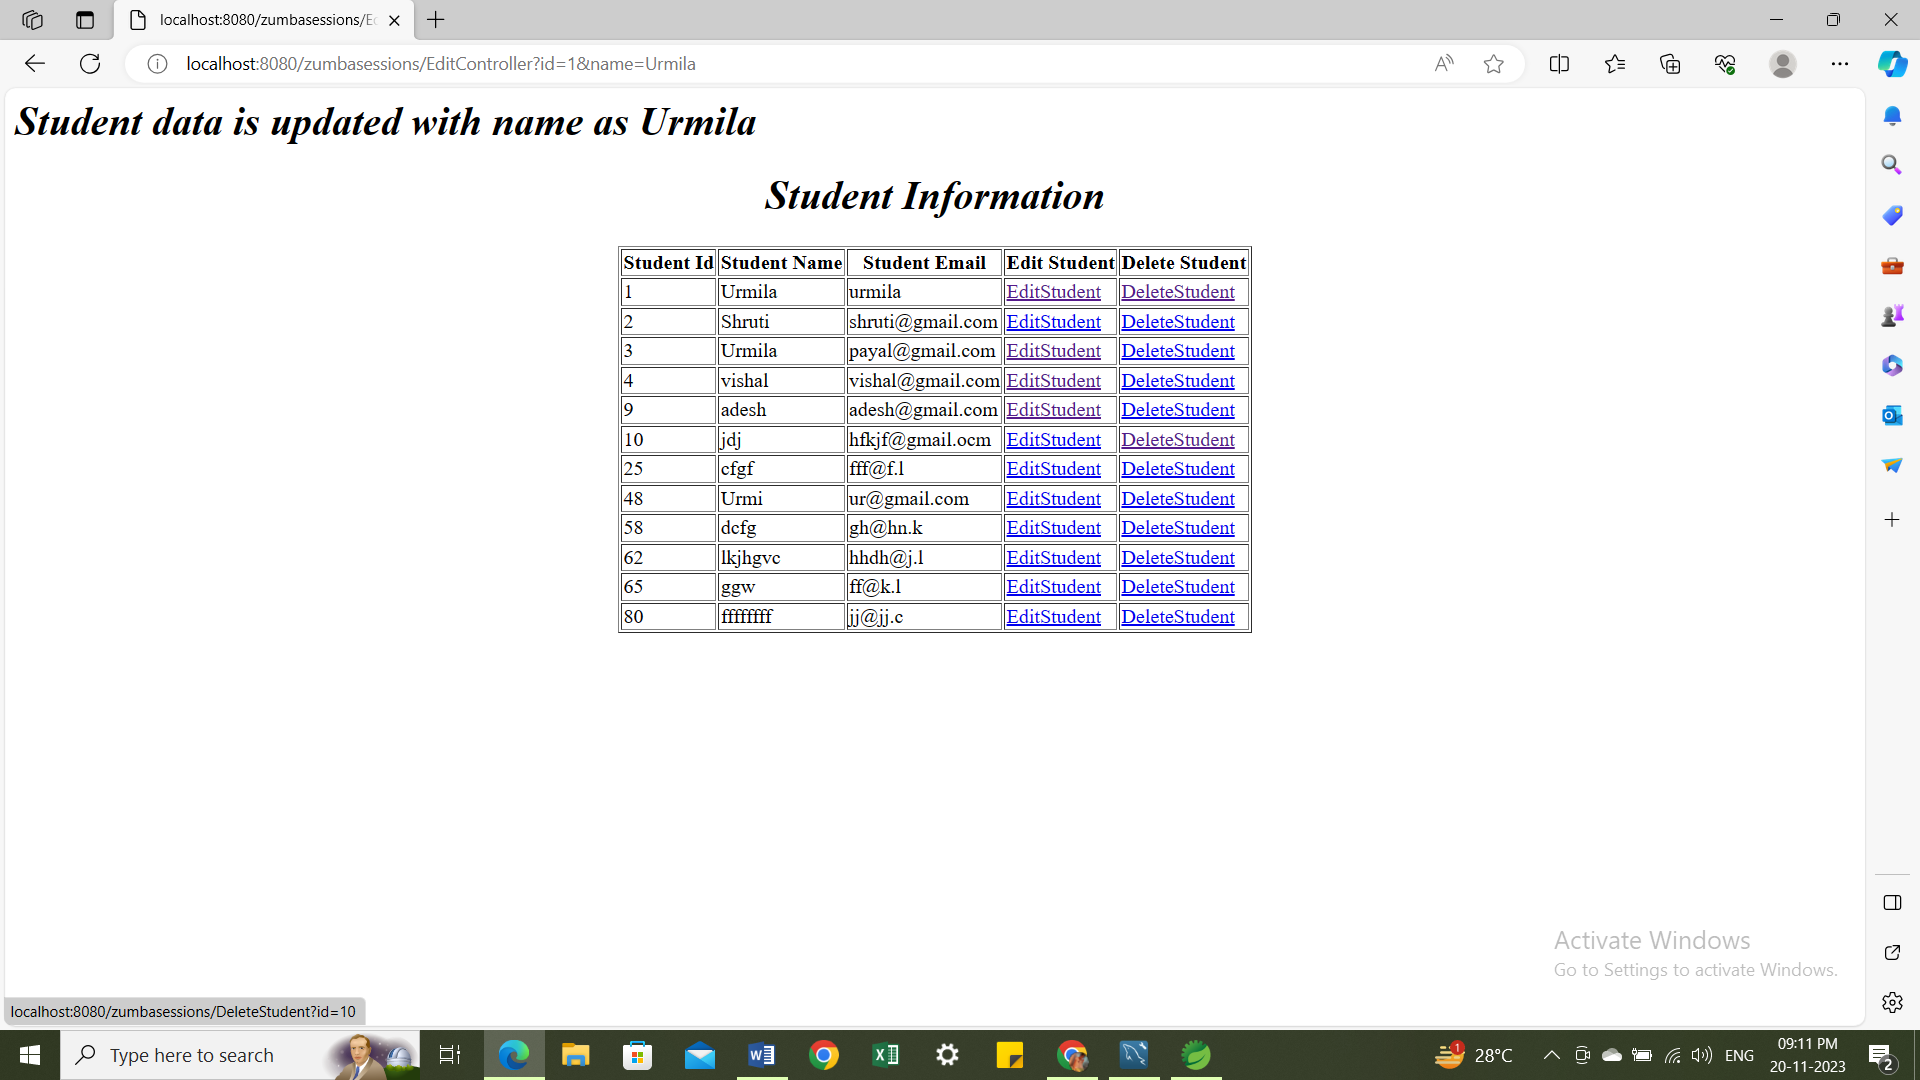 localhost:8080/zumbasessions/Ec
localhost:8080/zumbasessions/EditController?id=1&name=Urmila
Student data is updated with name as Urmila
Student Information
Student Id Student Name Student Email Edit Student Delete Student
1 Urmila urmila EditStudent DeleteStudent
2 Shruti shruti@gmail.com EditStudent DeleteStudent
3 Urmila payal@gmail.com EditStudent DeleteStudent
4 vishal vishal@gmail.com EditStudent DeleteStudent
9 adesh adesh@gmail.com EditStudent DeleteStudent
10 jdj hfkjf@gmail.ocm EditStudent DeleteStudent
25 cfgf fff@f.l EditStudent DeleteStudent
48 Urmi ur@gmail.com EditStudent DeleteStudent
58 dcfg gh@hn.k EditStudent DeleteStudent
62 lkjhgvc hhdh@j.l EditStudent DeleteStudent
65 ggw ff@k.l EditStudent DeleteStudent
80 ffffffff jj@jj.c EditStudent DeleteStudent
Activate Windows
Go to Settings to activate Windows.
localhost:8080/zumbasessions/DeleteStudent?id=10
Type here to search
1
28°C
ENG
09:11 PM
20-11-2023
2